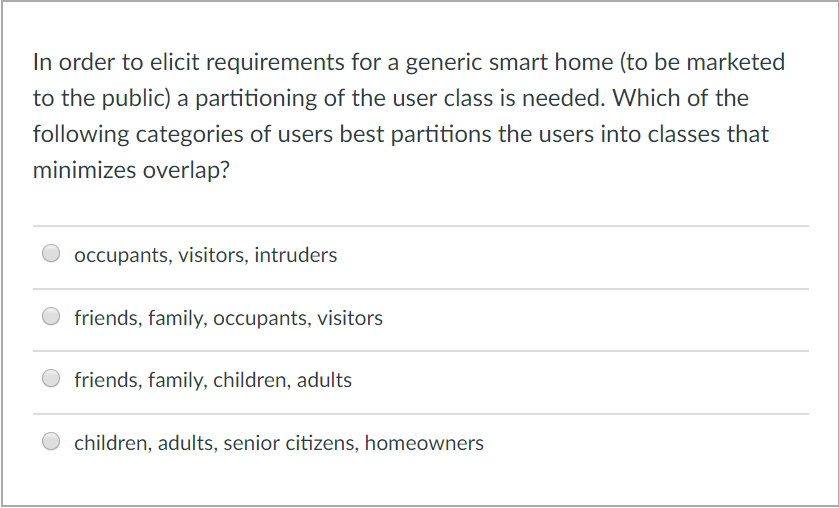 In order to elicit requirements for a generic smart home (to be marketed
to the public) a partitioning of the user class is needed. Which of the
following categories of users best partitions the users into classes that
minimizes overlap?
occupants, visitors, intruders
friends, family, occupants, visitors
friends, family, children, adults
children, adults, senior citizens, homeowners